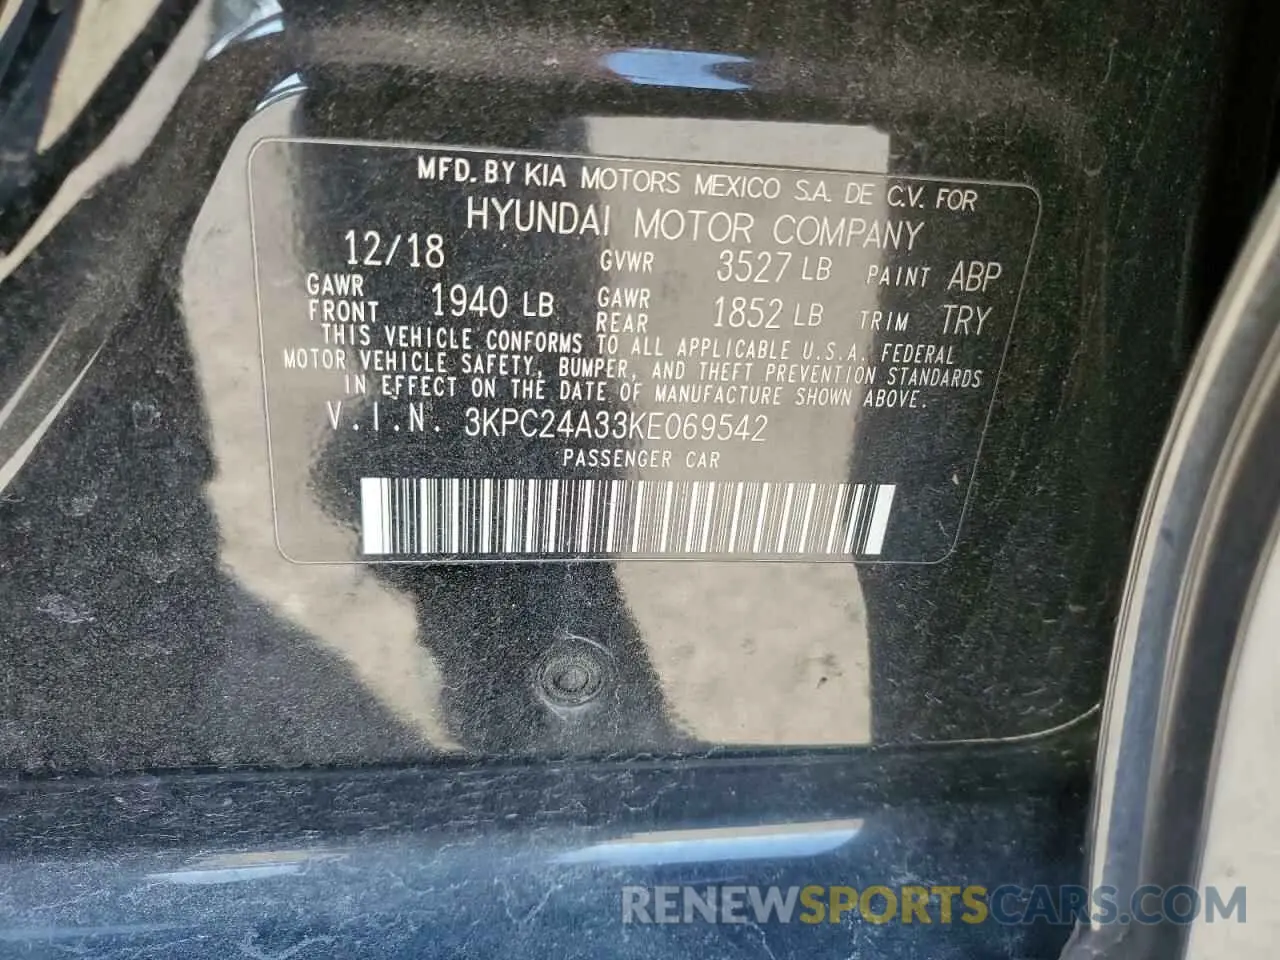 MFD. BY KIA MOTORS MEXICO S.A. DE C.V. FOR
HYUNDAI MOTOR COMPANY
12/18 GVWR 3527 LB PAINT ABP
GAWR FRONT 1940 LB GAWR REAR 1852 LB TRIM TRY
THIS VEHICLE CONFORMS TO ALL APPLICABLE U.S.A. FEDERAL
MOTOR VEHICLE SAFETY, BUMPER, AND THEFT PREVENTION STANDARDS
IN EFFECT ON THE DATE OF MANUFACTURE SHOWN ABOVE.
V.I.N. 3KPC24A33KE069542
PASSENGER CAR
RENEWSPORTSCARS.COM